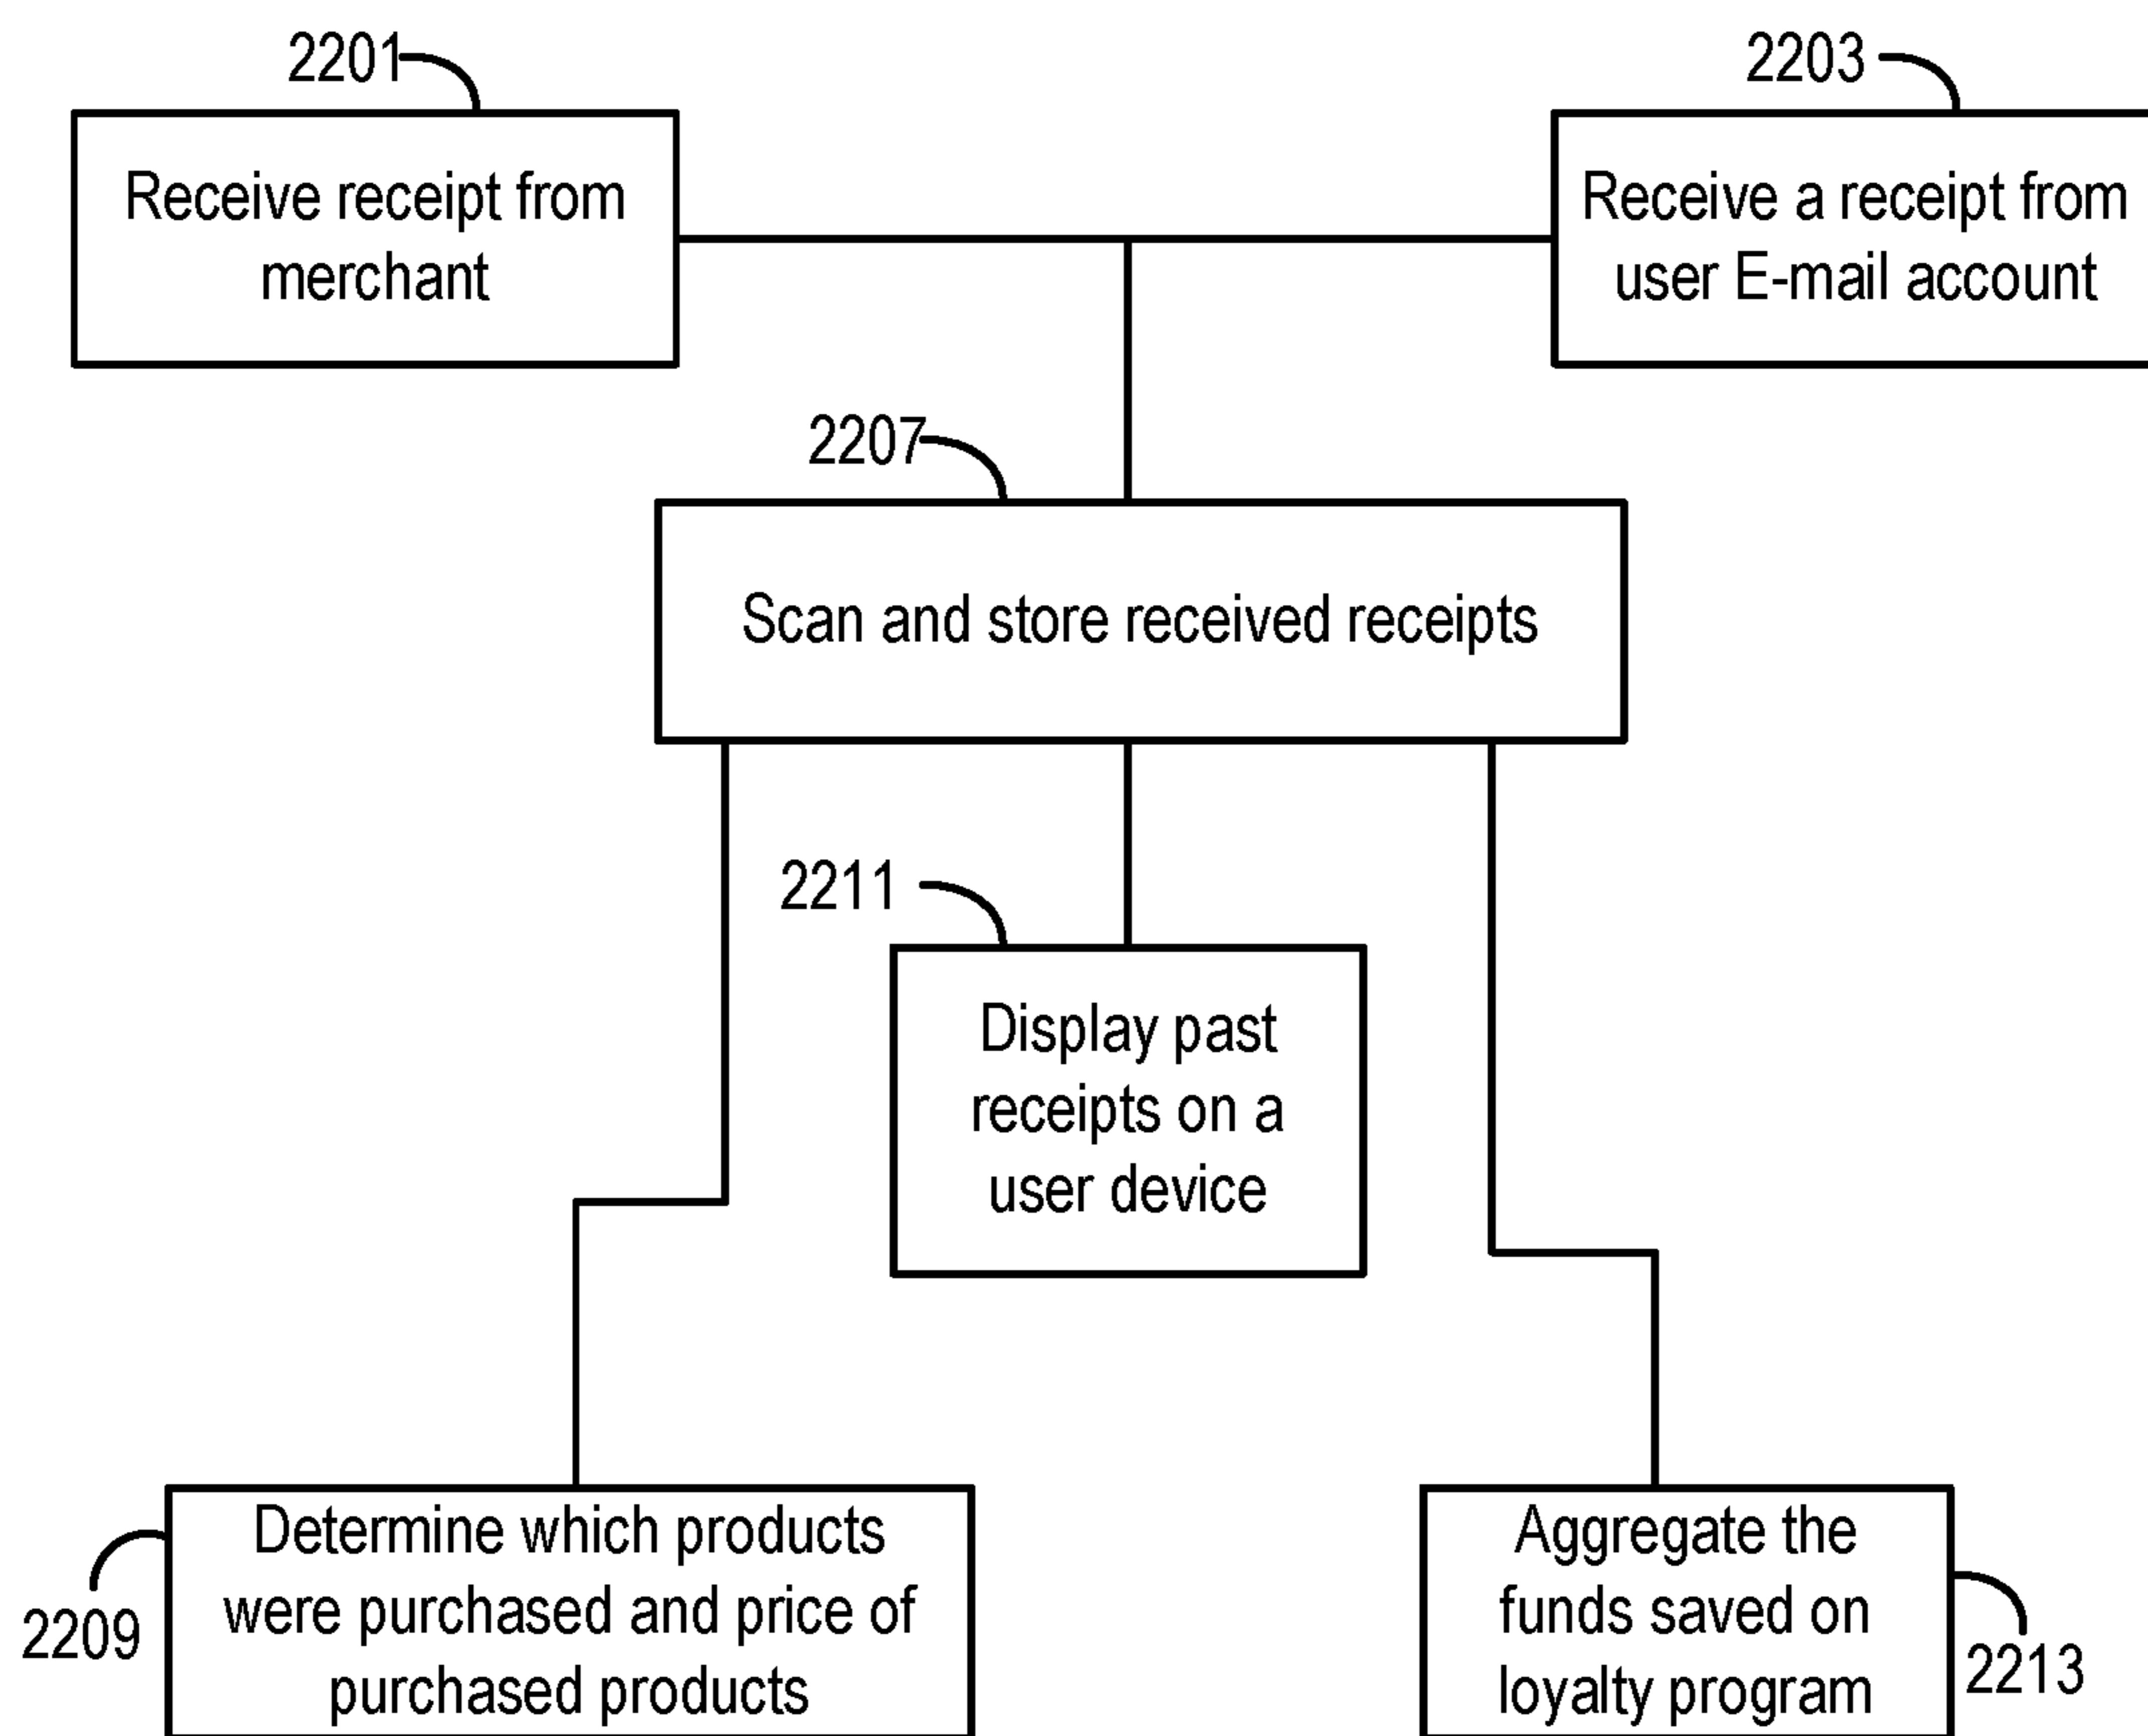 2201
2203
Receive receipt from
merchant
Receive a receipt from
user E-mail account
2207
Scan and store received receipts
2211
Display past
receipts on a
user device
Determine which products
were purchased and price of
purchased products
2209
Aggregate the
funds saved on
loyalty program
2213